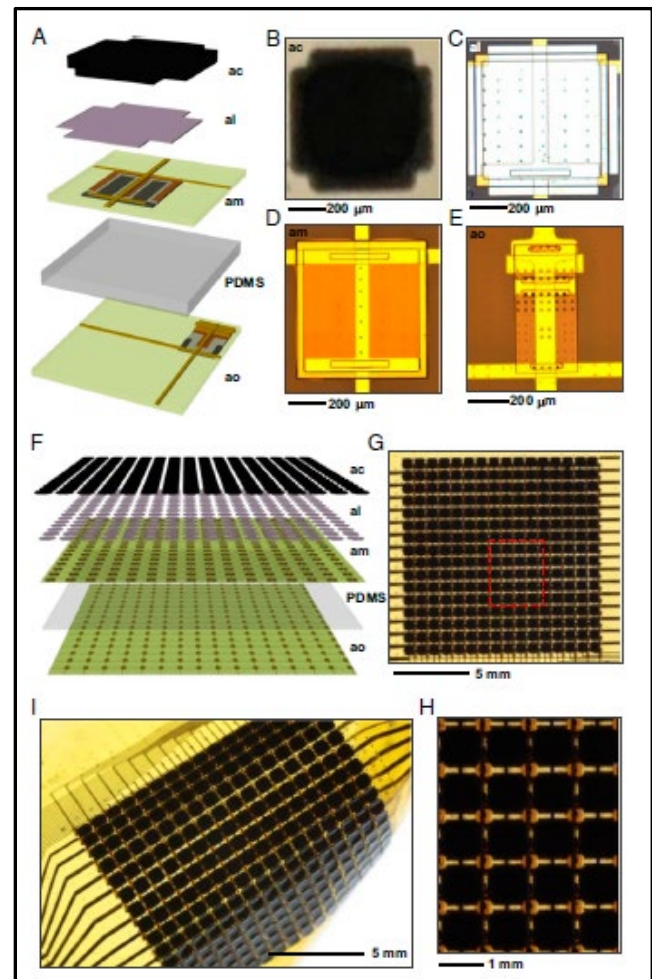 A
ac
al
am
PDMS
ao
B
ac
200 μm
C
al
200 μm
D
am
200 μm
E
ao
200 μm
F
ac
al
am
PDMS
ao
G
5 mm
I
5 mm
H
1 mm